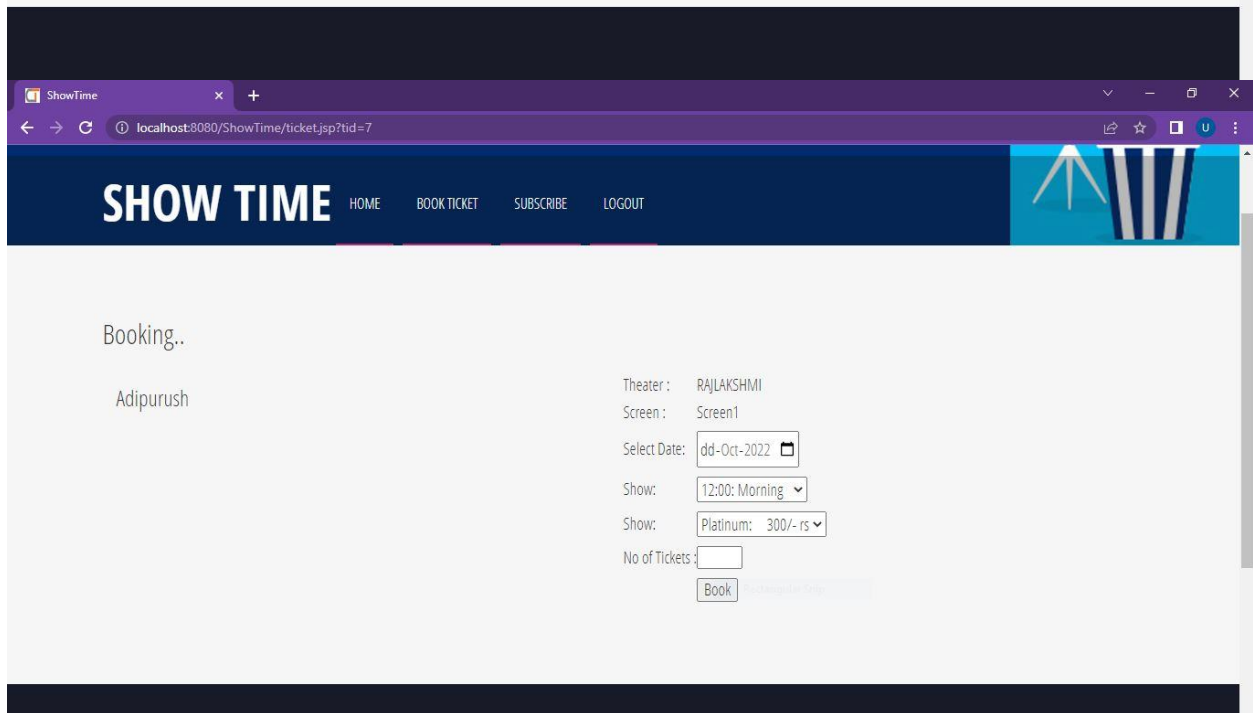 ShowTime
localhost:8080/ShowTime/ticket.jsp?tid=7
U
SHOW TIME HOME BOOK TICKET SUBSCRIBE LOGOUT
Booking..
Adipurush
Theater : RAJLAKSHMI
Screen : Screen1
Select Date: dd-Oct-2022
Show: 12:00: Morning
Show: Platinum: 300/- rs
No of Tickets :
Book Rectangular Snip